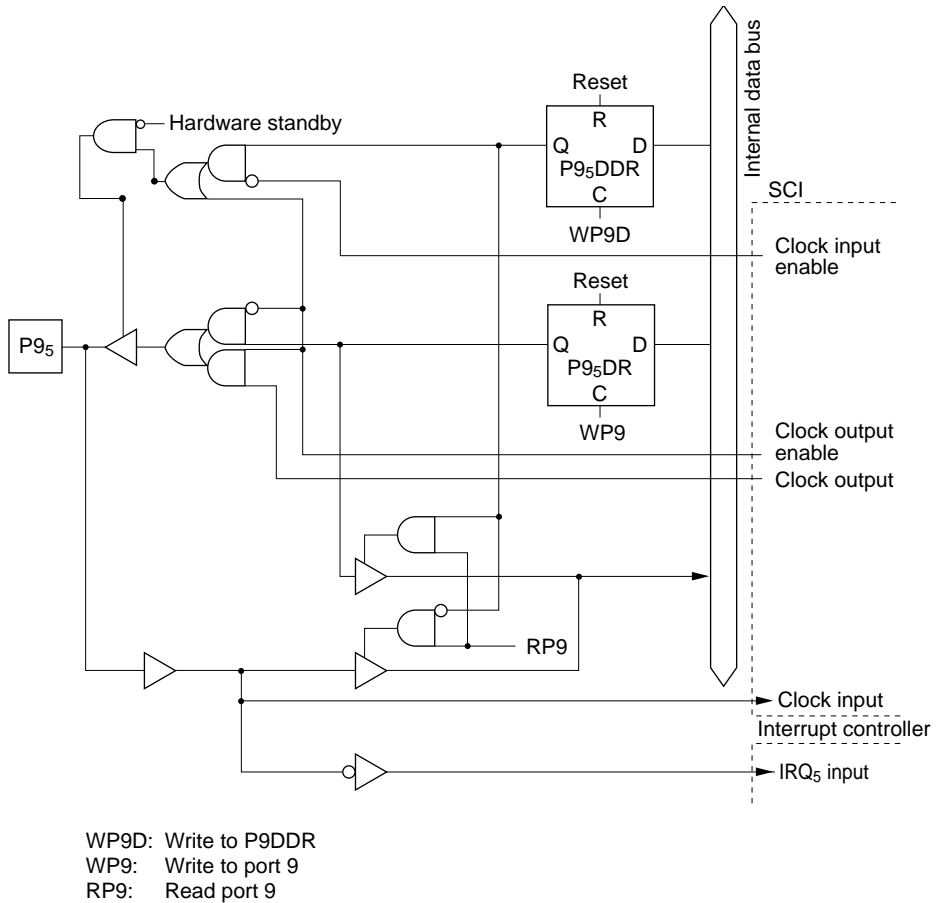 Reset
Internal data bus
Hardware standby
R
Q D
P9₅DDR
C
SCI
WP9D
Clock input
enable
Reset
R
P9₅
Q D
P9₅DR
C
WP9
Clock output
enable
Clock output
RP9
Clock input
Interrupt controller
IRQ₅ input
WP9D: Write to P9DDR
WP9: Write to port 9
RP9: Read port 9